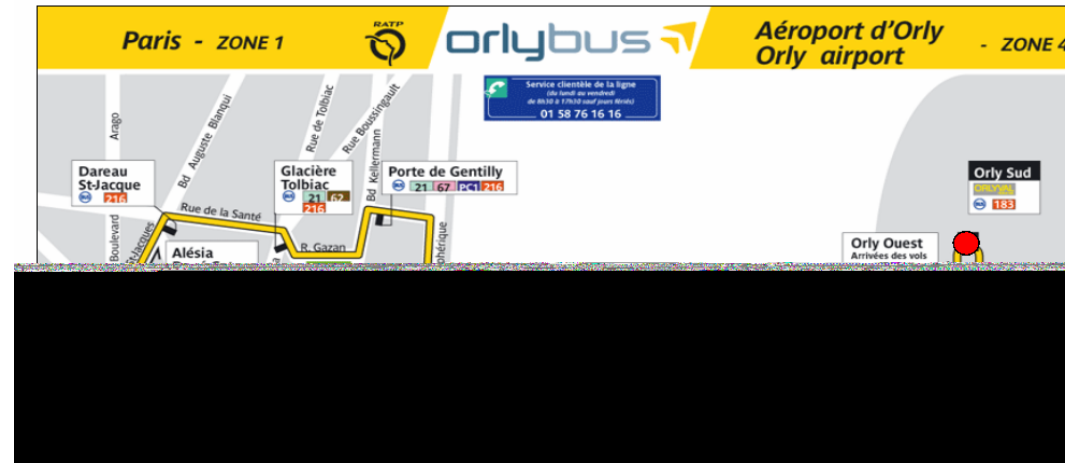 Paris - ZONE 1
RATP
orlybus
Aéroport d'Orly
Orly airport
- ZONE 4
Service clientèle de la ligne
(du lundi au vendredi
de 8h30 à 17h30 sauf jours fériés)
01 58 76 16 16
Arago
Bd Auguste Blanqui
Rue de Tolbiac
Rue Boussingault
Bd Kellermann
Dareau
St-Jacque
216
Glacière
Tolbiac
21 62
216
Porte de Gentilly
21 67 PC1 216
Orly Sud
ORLYVAL
183
Rue de la Santé
Boulevard
St-Jacques
Alésia
R. Gazan
phérique
Orly Ouest
Arrivées des vols